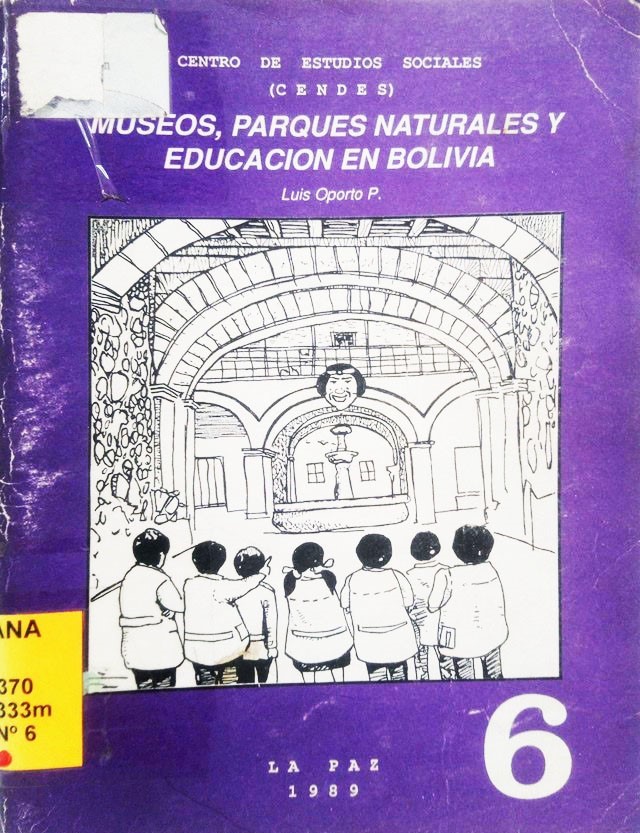 CENTRO DE ESTUDIOS SOCIALES
(C E N D E S)
MUSEOS, PARQUES NATURALES Y
EDUCACION EN BOLIVIA
Luis Oporto P.
ANA
370
333m
Nº 6
6
LA PAZ
1989